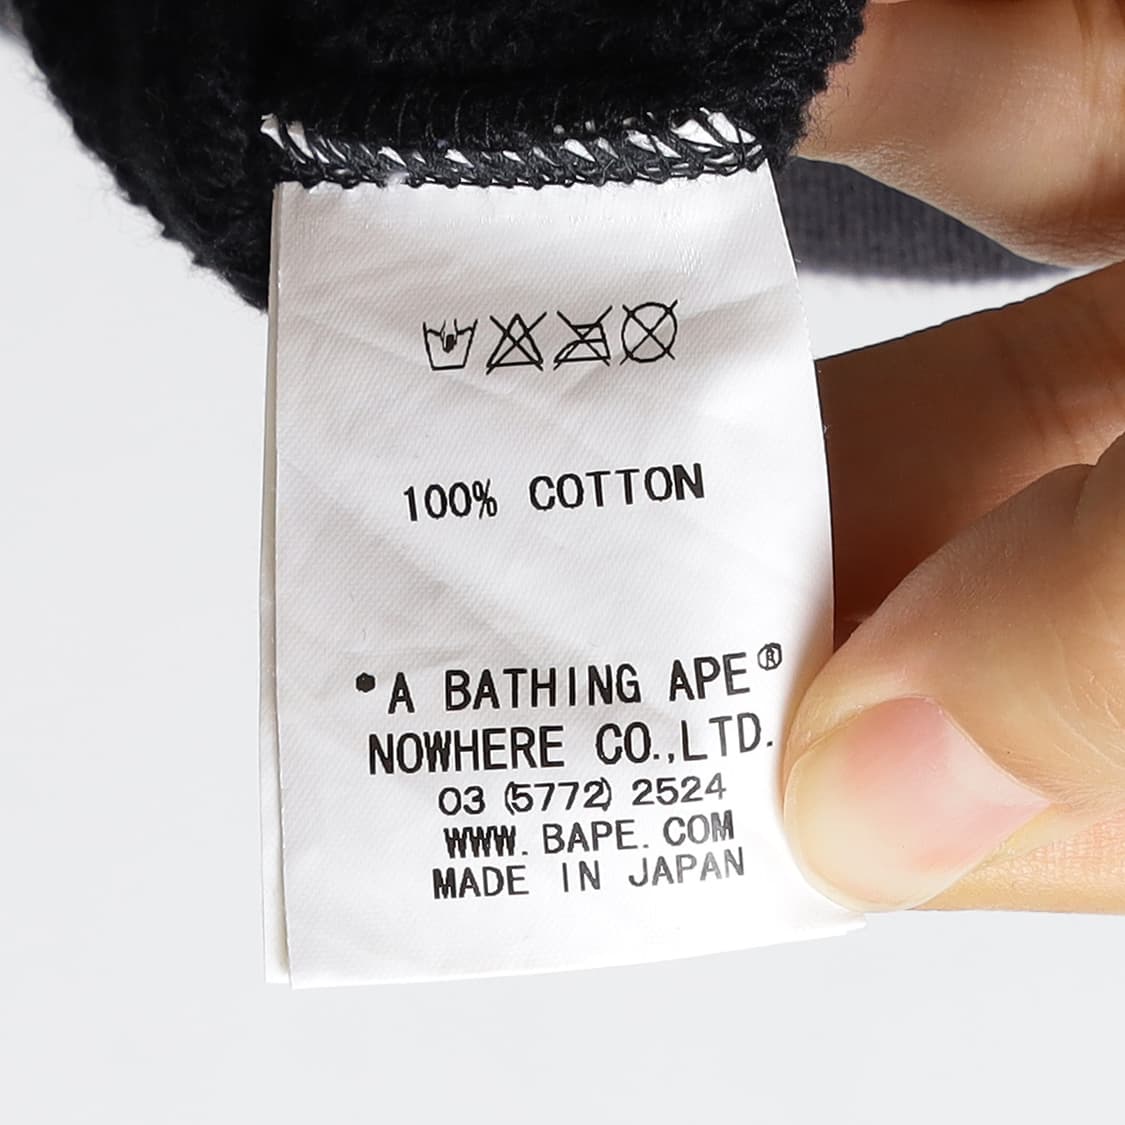 100% COTTON
*A BATHING APE®
NOWHERE CO.,LTD.
03 (5772) 2524
WWW. BAPE. COM
MADE IN JAPAN